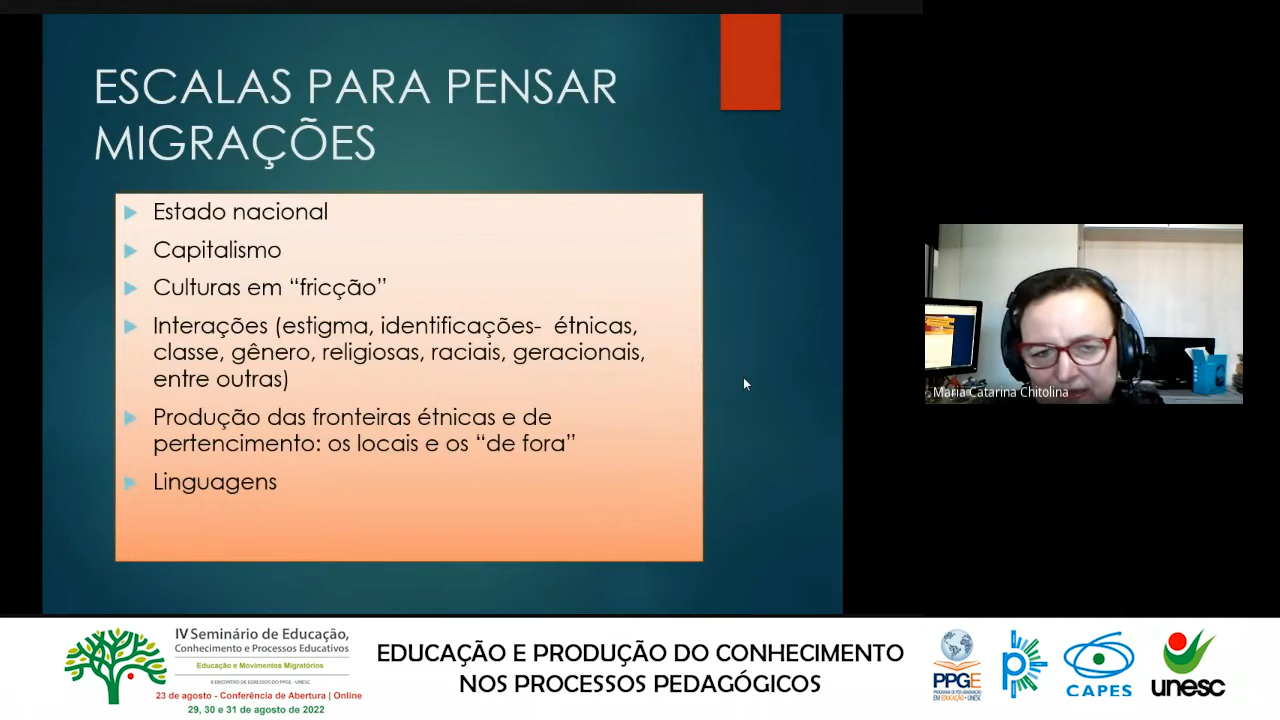 ESCALAS PARA PENSAR
MIGRAÇÕES
Estado nacional
Capitalismo
Culturas em “fricção”
Interações (estigma, identificações- étnicas,
classe, gênero, religiosas, raciais, geracionais,
entre outras)
Produção das fronteiras étnicas e de
pertencimento: os locais e os “de fora”
Linguagens
Maria Catarina Chitolina
IV Seminário de Educação,
Conhecimento e Processos Educativos
Educação e Movimentos Migratórios
II ENCONTRO DE EGRESSOS DO PPGE - UNESC
23 de agosto - Conferência de Abertura | Online
29, 30 e 31 de agosto de 2022
EDUCAÇÃO E PRODUÇÃO DO CONHECIMENTO
NOS PROCESSOS PEDAGÓGICOS
PPGE
PROGRAMA DE PÓS-GRADUAÇÃO
EM EDUCAÇÃO - UNESC
CAPES
unesc